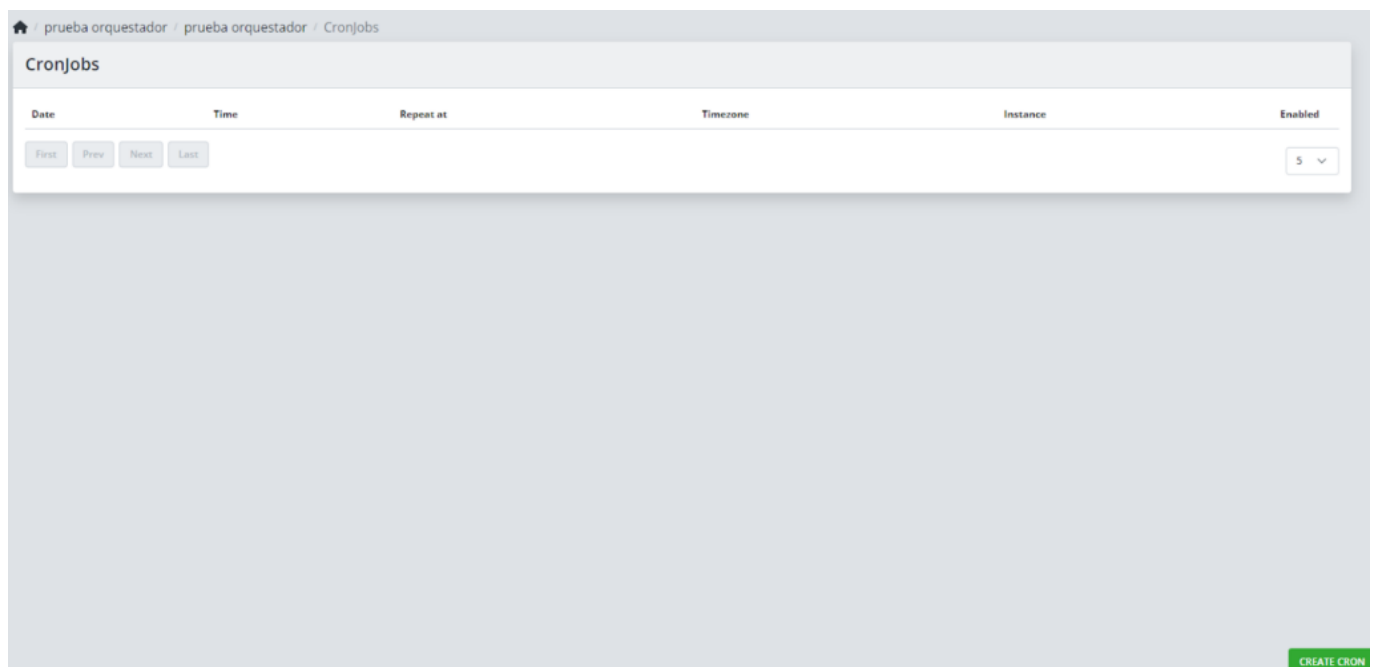 / prueba orquestador / prueba orquestador / CronJobs
CronJobs
Date Time Repeat at Timezone Instance Enabled
First Prev Next Last 5
CREATE CRON